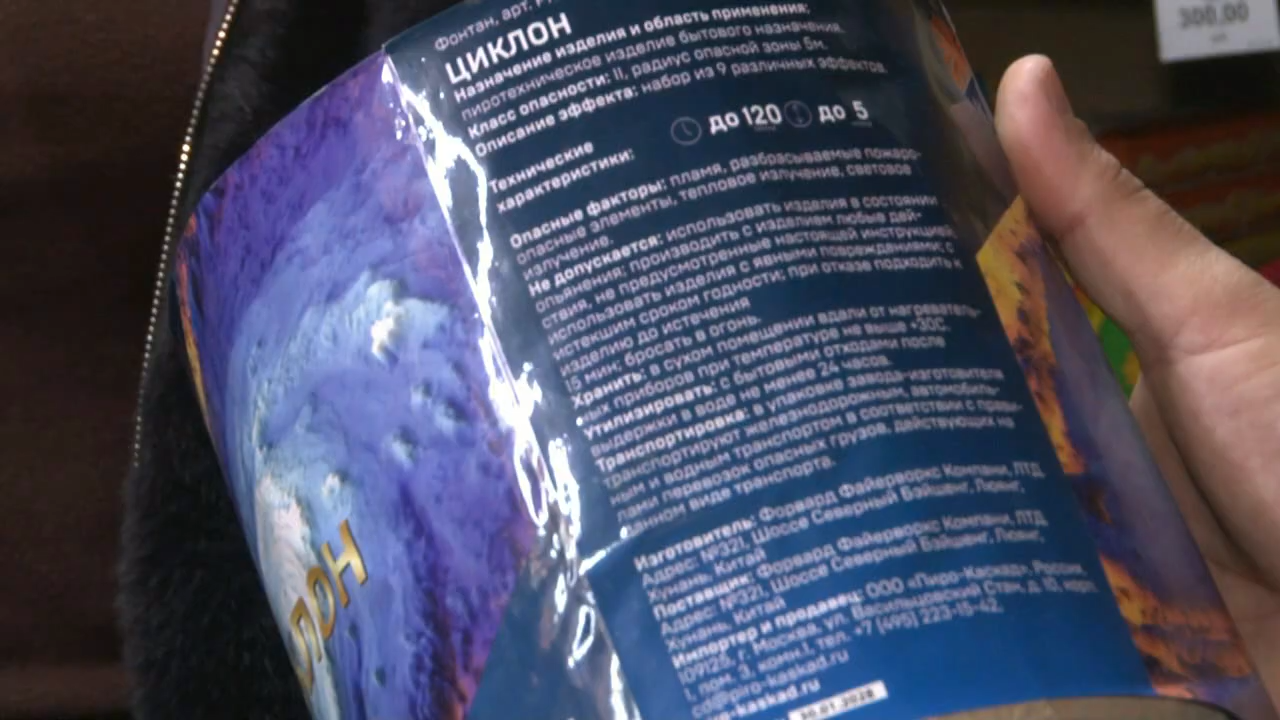 Фонтан, арт.
ЦИКЛОН
Назначение изделия и область применения:
пиротехническое изделие бытового назначения.
Класс опасности: II, радиус опасной зоны 5м.
Описание эффекта: набор из 9 различных эффектов.
до 120 до 5
Технические
характеристики:
Опасные факторы: пламя, разбрасываемые пожаро-
опасные элементы, тепловое излучение, световое
излучение.
Не допускается: использовать изделия в состоянии
опьянения; производить с изделием любые дей-
ствия, не предусмотренные настоящей инструкцией;
использовать изделия с явными повреждениями; с
истекшим сроком годности; при отказе подходить к
изделию до истечения
15 мин; бросать в огонь.
Хранить: в сухом помещении вдали от нагреватель-
ных приборов при температуре не выше +30С.
Утилизировать: с бытовыми отходами после
выдержки в воде не менее 24 часов.
Транспортировка: в упаковке завода-изготовителя
транспортируют железнодорожным, автомобиль-
ным и водным транспортом в соответствии с прави-
лами перевозок опасных грузов, действующих на
данном виде транспорта.
Изготовитель: Форвард Файерворкс Компани, ЛТД
Адрес: №321, Шоссе Северный Бэйшенг, Люянг,
Хунань, Китай
Поставщик: Форвард Файерворкс Компани, ЛТД
Адрес: №321, Шоссе Северный Бэйшенг, Люянг,
Хунань, Китай
Импортер и продавец: ООО «Пиро-Каскад», Россия,
109125, г. Москва, ул. Васильцовский Стан, д. 10, корп.
1, пом. 3, комн.1, тел. +7 (495) 223-15-42.
cd@piro-kaskad.ru
-kaskad.ru
30.01.2028
ЛОН
300.00